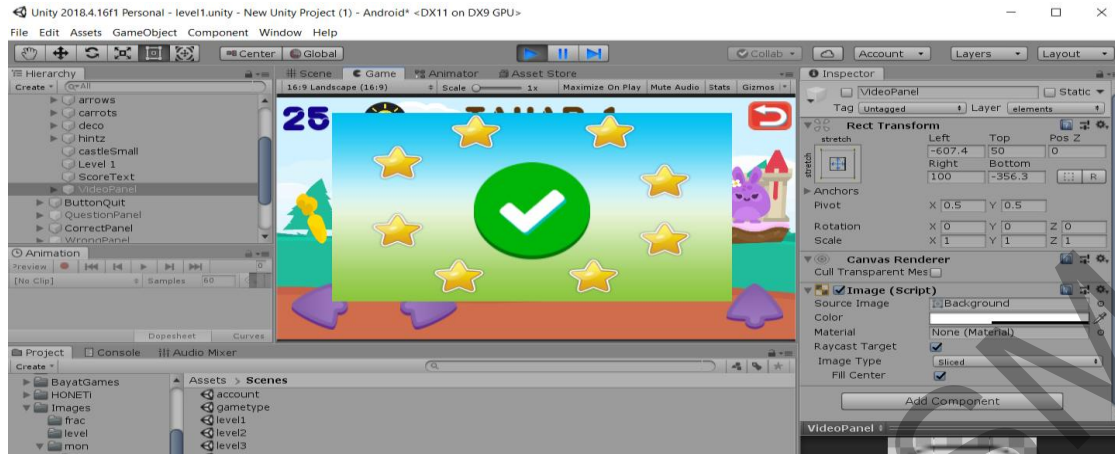 Unity 2018.4.16f1 Personal - level1.unity - New Unity Project (1) - Android* <DX11 on DX9 GPU>
File Edit Assets GameObject Component Window Help
Center Global Collab Account Layers Layout
Hierarchy
Create All
arrows
carrots
deco
hintz
castleSmall
Level 1
ScoreText
VideoPanel
ButtonQuit
QuestionPanel
CorrectPanel
WrongPanel
Animation
Preview 0
[No Clip] Samples 60
Dopesheet Curves
Scene Game Animator Asset Store
16:9 Landscape (16:9) Scale 1x Maximize On Play Mute Audio Stats Gizmos
25
Inspector
VideoPanel Static
Tag Untagged Layer elements
Rect Transform
stretch Left Top Pos Z
stretch -607.4 50 0
Right Bottom
100 -356.3 R
Anchors
Pivot X 0.5 Y 0.5
Rotation X 0 Y 0 Z 0
Scale X 1 Y 1 Z 1
Canvas Renderer
Cull Transparent Mes
Image (Script)
Source Image Background
Color
Material None (Material)
Raycast Target
Image Type Sliced
Fill Center
Add Component
VideoPanel
Project Console Audio Mixer
Create
BayatGames
HONETi
Images
frac
level
mon
Assets > Scenes
account
gametype
level1
level2
level3